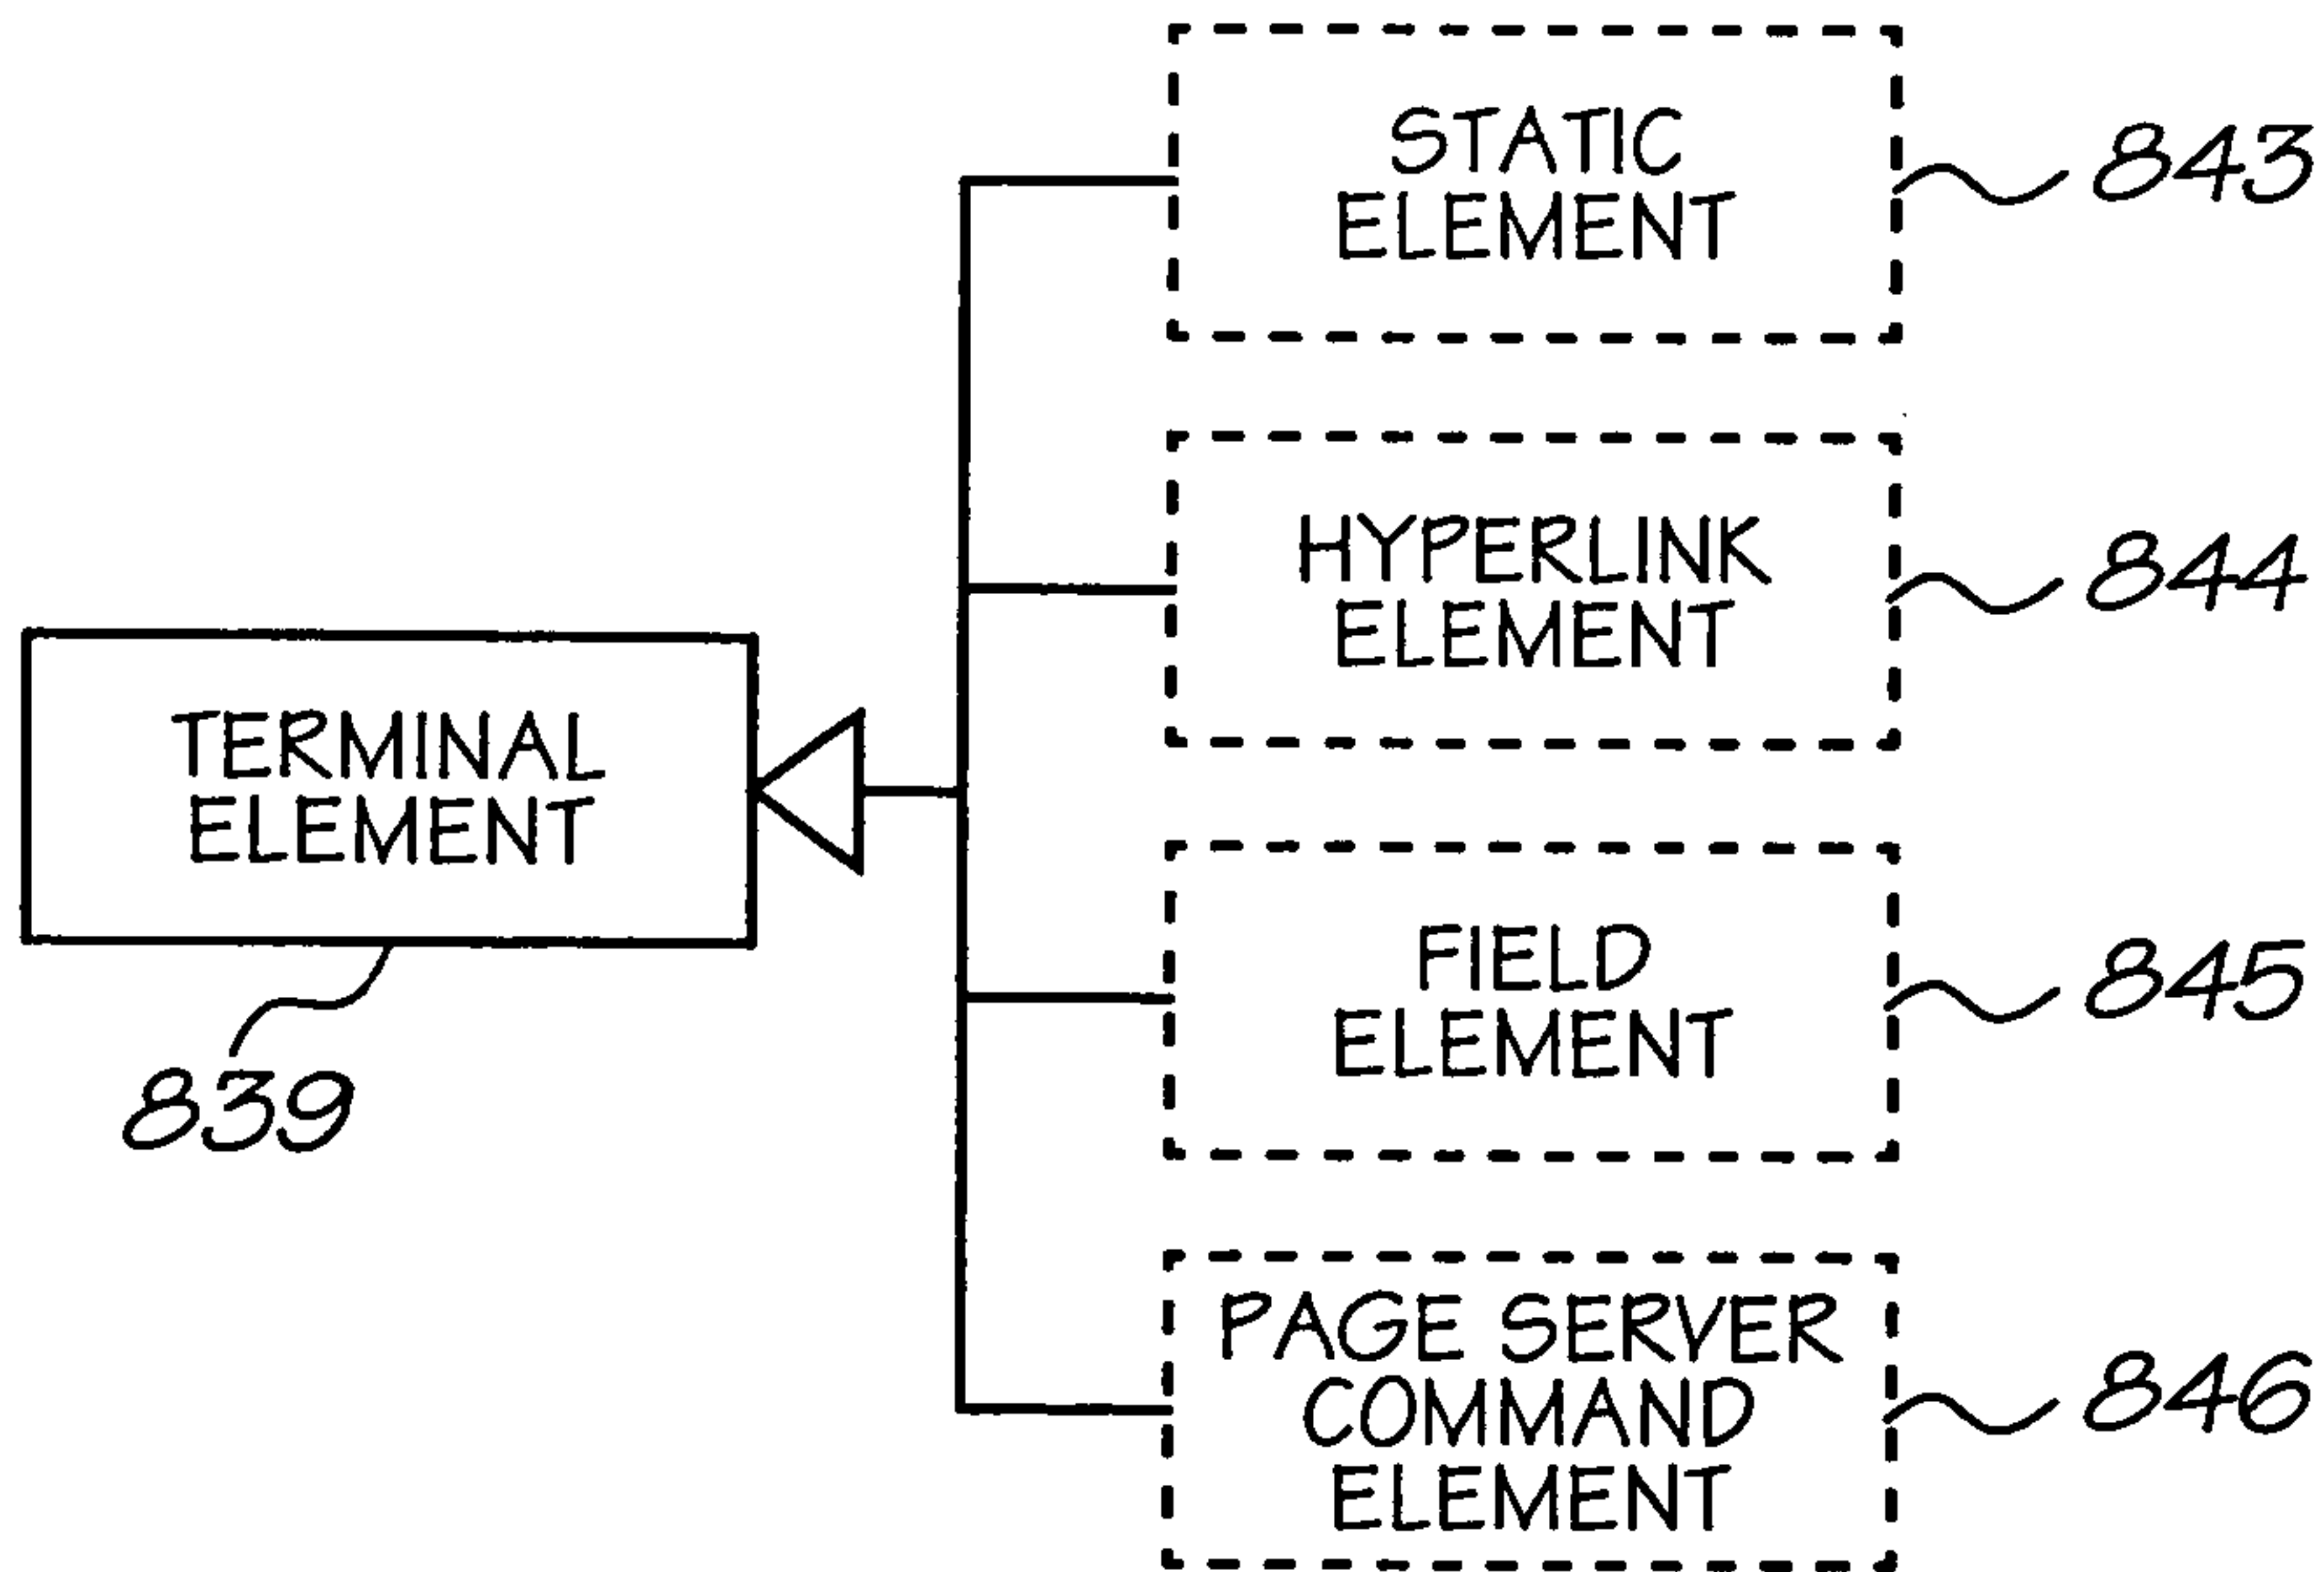 STATIC
ELEMENT
843
HYPERLINK
ELEMENT
844
TERMINAL
ELEMENT
839
FIELD
ELEMENT
845
PAGE SERVER
COMMAND
ELEMENT
846